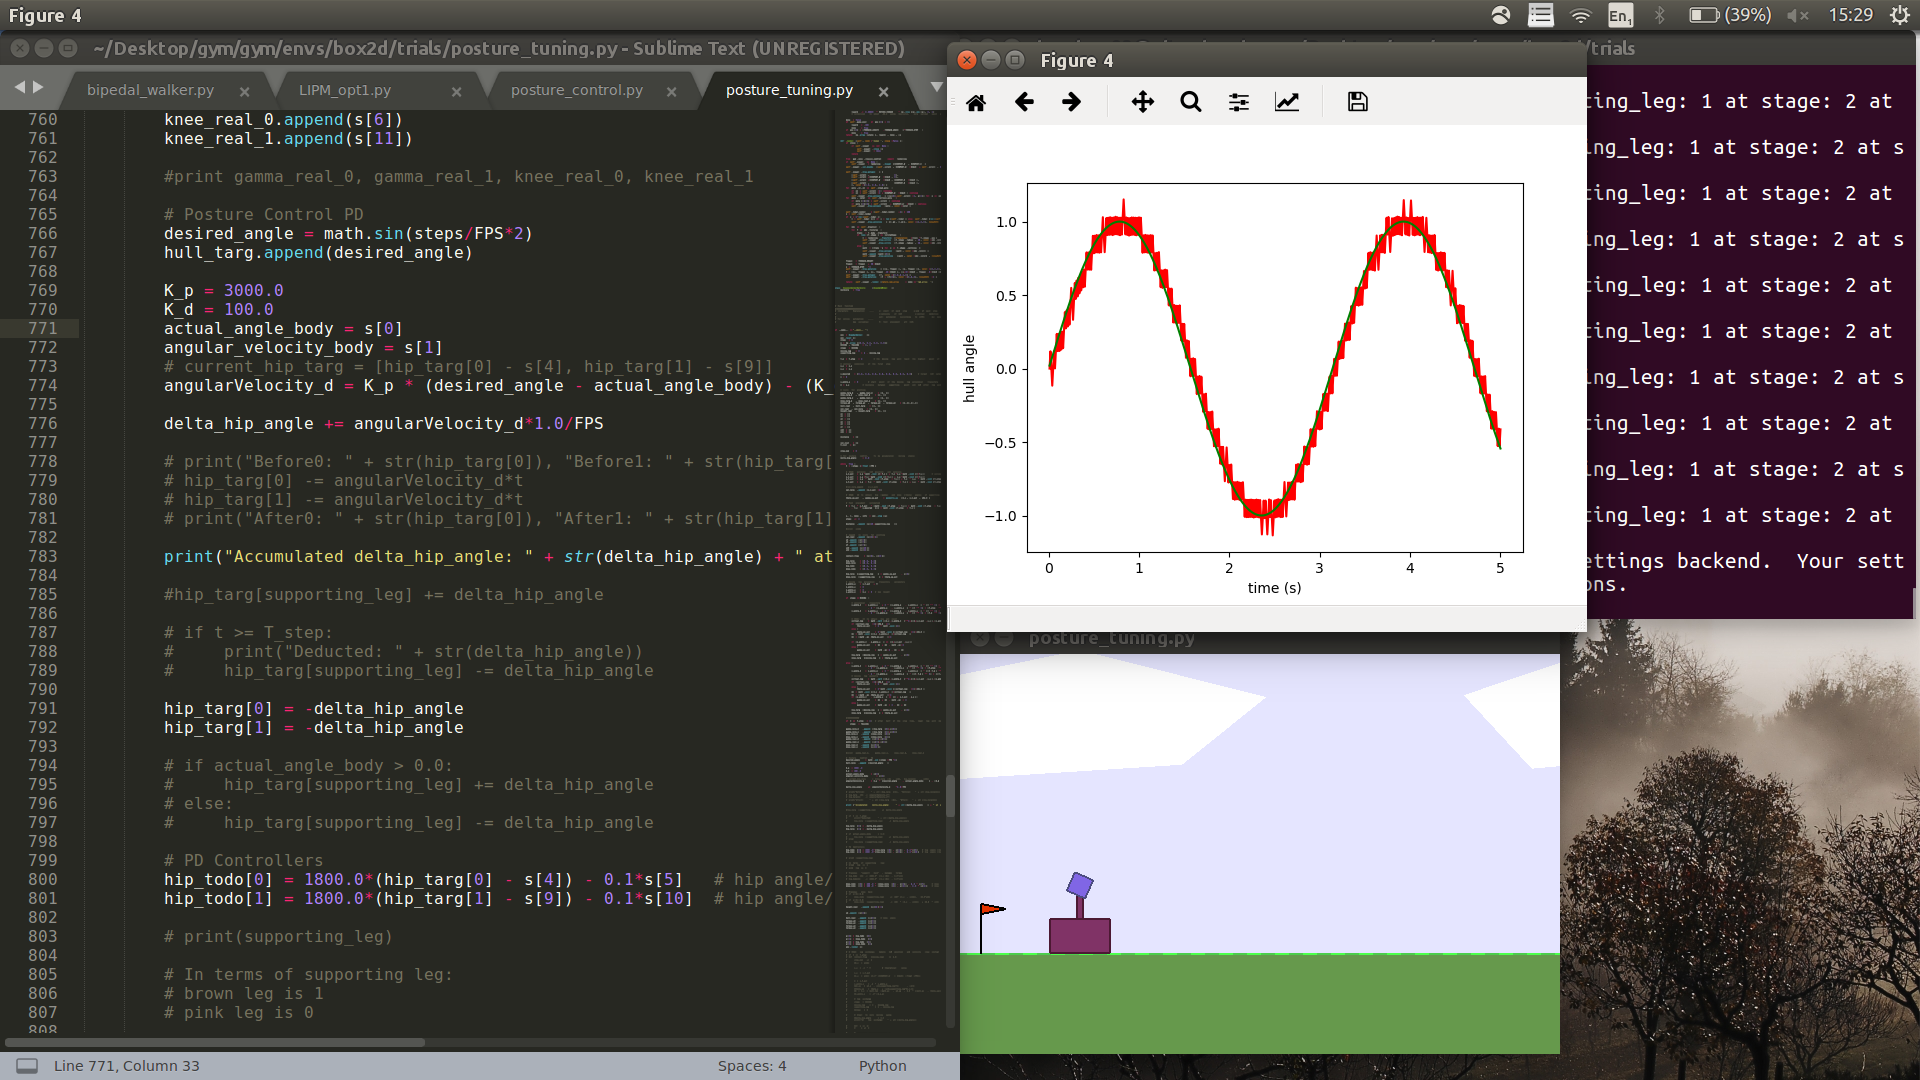 Figure 4
En1
(39%)
15:29
~/Desktop/gym/gym/envs/box2d/trials/posture_tuning.py - Sublime Text (UNREGISTERED)
bipedal_walker.py
LIPM_opt1.py
posture_control.py
posture_tuning.py
760 knee_real_0.append(s[6])
761 knee_real_1.append(s[11])
762
763 #print gamma_real_0, gamma_real_1, knee_real_0, knee_real_1
764
765 # Posture Control PD
766 desired_angle = math.sin(steps/FPS*2)
767 hull_targ.append(desired_angle)
768
769 K_p = 3000.0
770 K_d = 100.0
771 actual_angle_body = s[0]
772 angular_velocity_body = s[1]
773 # current_hip_targ = [hip_targ[0] - s[4], hip_targ[1] - s[9]]
774 angularVelocity_d = K_p * (desired_angle - actual_angle_body) - (K_
775
776 delta_hip_angle += angularVelocity_d*1.0/FPS
777
778 # print("Before0: " + str(hip_targ[0]), "Before1: " + str(hip_targ[
779 # hip_targ[0] -= angularVelocity_d*t
780 # hip_targ[1] -= angularVelocity_d*t
781 # print("After0: " + str(hip_targ[0]), "After1: " + str(hip_targ[1]
782
783 print("Accumulated delta_hip_angle: " + str(delta_hip_angle) + " at
784
785 #hip_targ[supporting_leg] += delta_hip_angle
786
787 # if t >= T_step:
788 #     print("Deducted: " + str(delta_hip_angle))
789 #     hip_targ[supporting_leg] -= delta_hip_angle
790
791 hip_targ[0] = -delta_hip_angle
792 hip_targ[1] = -delta_hip_angle
793
794 # if actual_angle_body > 0.0:
795 #     hip_targ[supporting_leg] += delta_hip_angle
796 # else:
797 #     hip_targ[supporting_leg] -= delta_hip_angle
798
799 # PD Controllers
800 hip_todo[0] = 1800.0*(hip_targ[0] - s[4]) - 0.1*s[5]   # hip angle/
801 hip_todo[1] = 1800.0*(hip_targ[1] - s[9]) - 0.1*s[10]  # hip angle/
802
803 # print(supporting_leg)
804
805 # In terms of supporting leg:
806 # brown leg is 1
807 # pink leg is 0
808
Line 771, Column 33
Spaces: 4
Python
Figure 4
1.0
0.5
0.0
−0.5
−1.0
hull angle
0 1 2 3 4 5
time (s)
/trials
ting_leg: 1 at stage: 2 at
ing_leg: 1 at stage: 2 at s
ting_leg: 1 at stage: 2 at
ing_leg: 1 at stage: 2 at s
ting_leg: 1 at stage: 2 at
ing_leg: 1 at stage: 2 at s
ting_leg: 1 at stage: 2 at
ing_leg: 1 at stage: 2 at s
ting_leg: 1 at stage: 2 at
ettings backend.  Your sett
ons.
posture_tuning.py